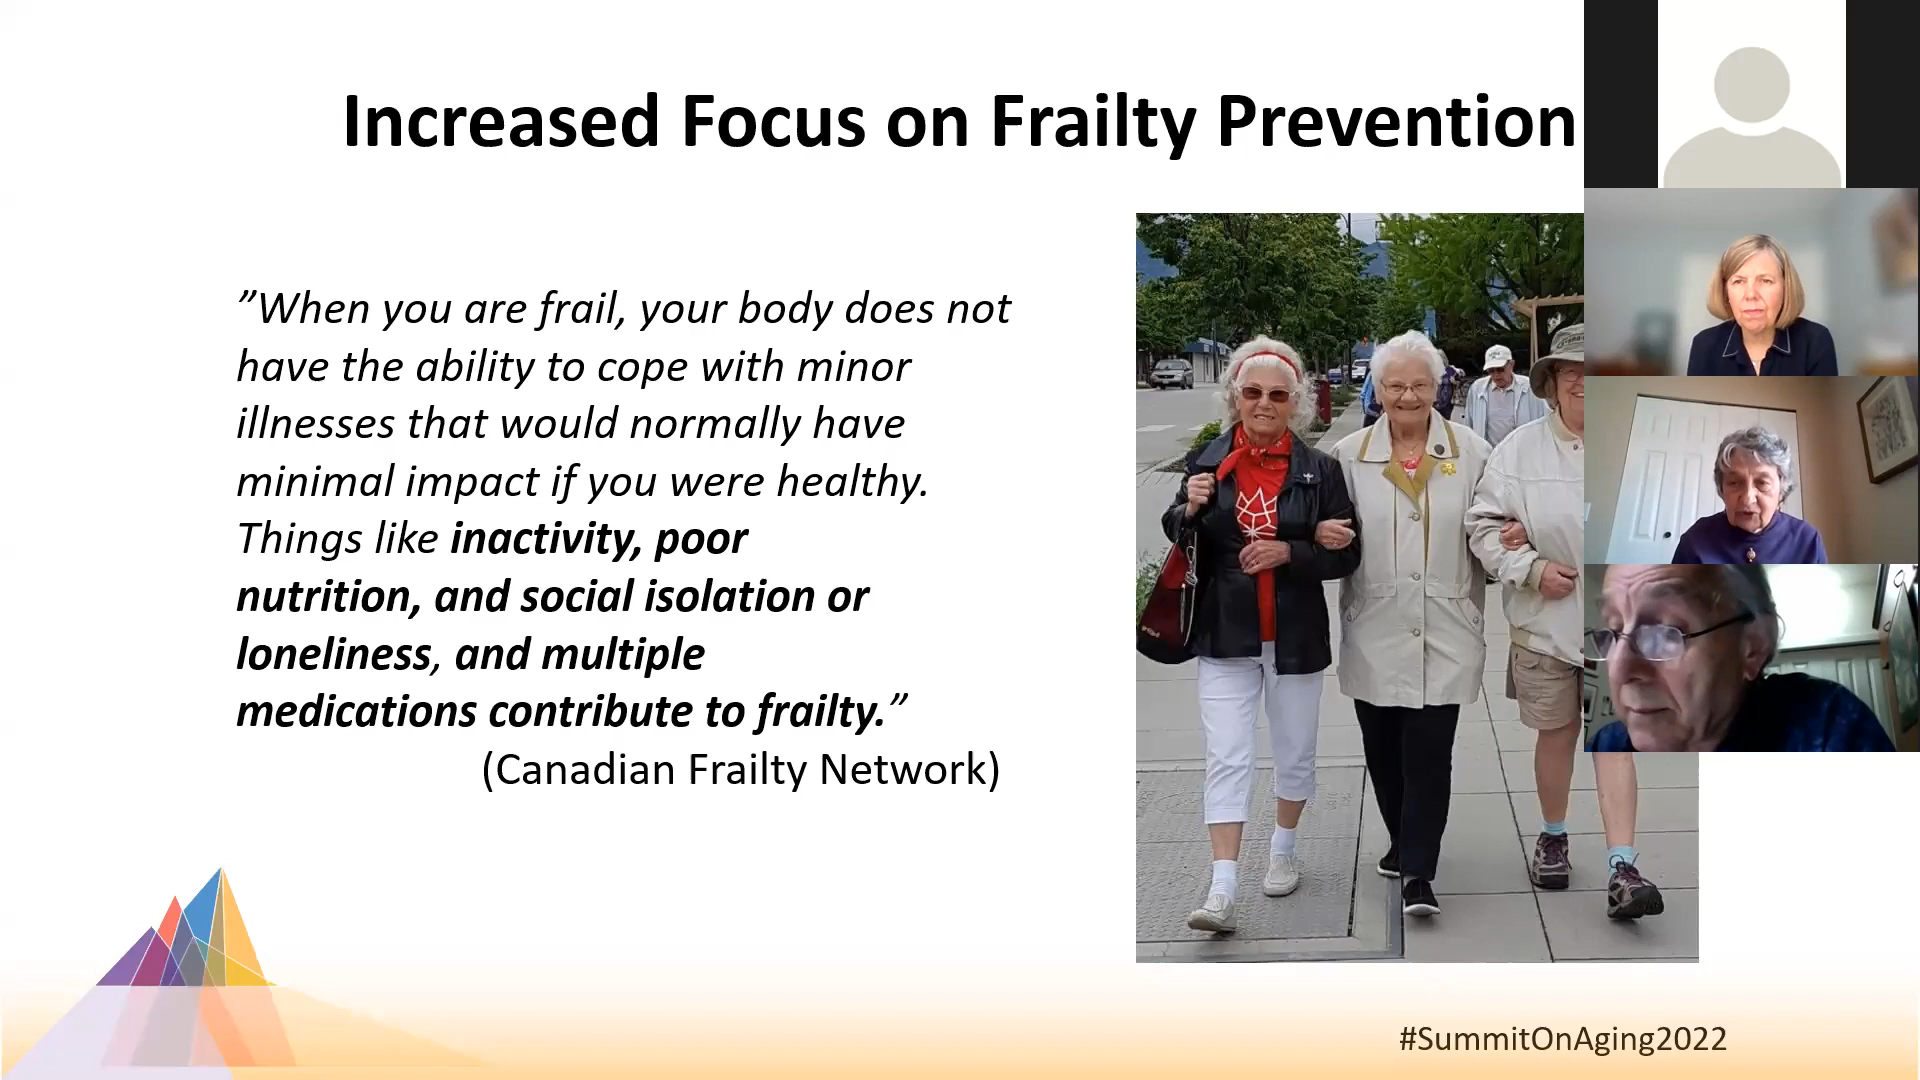 Increased Focus on Frailty Prevention
”When you are frail, your body does not
have the ability to cope with minor
illnesses that would normally have
minimal impact if you were healthy.
Things like inactivity, poor
nutrition, and social isolation or
loneliness, and multiple
medications contribute to frailty.”
(Canadian Frailty Network)
#SummitOnAging2022